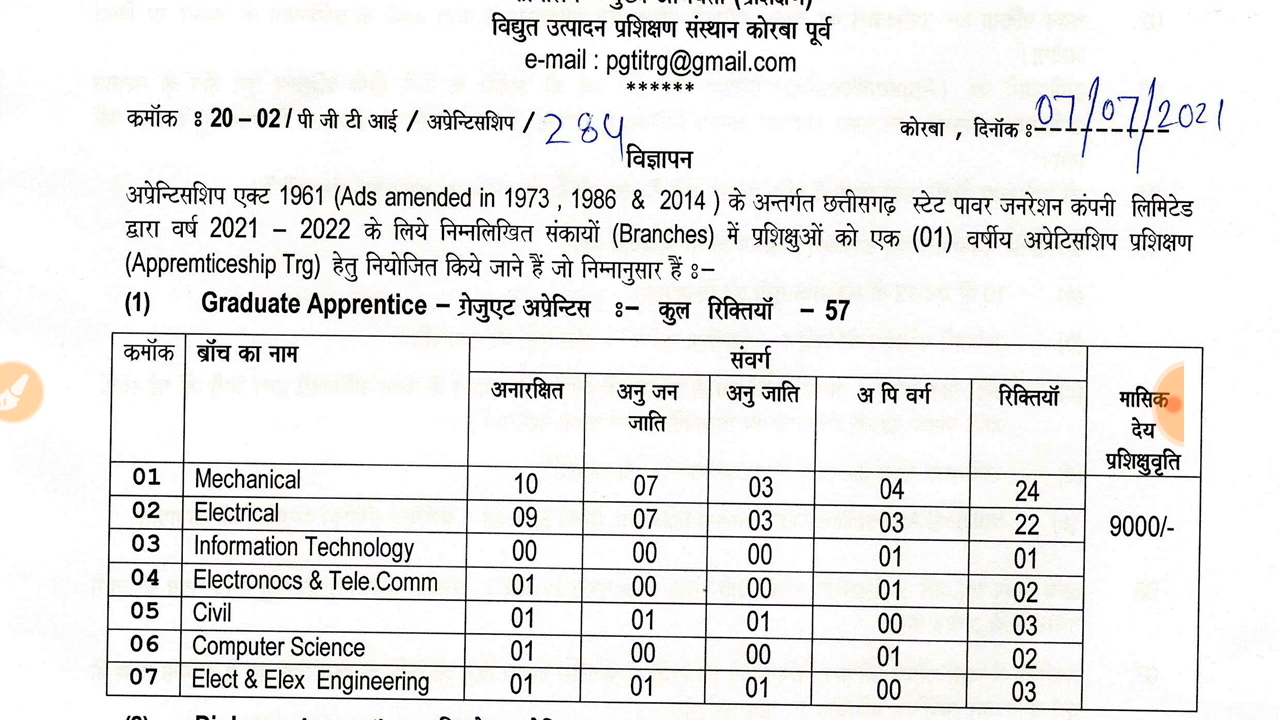 विद्युत उत्पादन प्रशिक्षण संस्थान कोरबा पूर्व
e-mail : pgtitrg@gmail.com
******
कमॉक ः 20 – 02 / पी जी टी आई / अप्रेन्टिसशिप / 284
कोरबा , दिनॉक ः- 07/07/2021
विज्ञापन
अप्रेन्टिसशिप एक्ट 1961 (Ads amended in 1973 , 1986 & 2014 ) के अन्तर्गत छत्तीसगढ़ स्टेट पावर जनरेशन कंपनी लिमिटेड
द्वारा वर्ष 2021 – 2022 के लिये निम्नलिखित संकायों (Branches) में प्रशिक्षुओं को एक (01) वर्षीय अप्रेटिसशिप प्रशिक्षण
(Appremticeship Trg) हेतु नियोजित किये जाने हैं जो निम्नानुसार हैं ः–
(1) Graduate Apprentice – ग्रेजुएट अप्रेन्टिस ः– कुल रिक्तियॉ – 57
कमॉक ब्रॉच का नाम संवर्ग
अनारक्षित अनु जन जाति अनु जाति अ पि वर्ग रिक्तियॉ मासिक देय प्रशिक्षुवृति
01 Mechanical 10 07 03 04 24
02 Electrical 09 07 03 03 22 9000/-
03 Information Technology 00 00 00 01 01
04 Electronocs & Tele.Comm 01 00 00 01 02
05 Civil 01 01 01 00 03
06 Computer Science 01 00 00 01 02
07 Elect & Elex Engineering 01 01 01 00 03